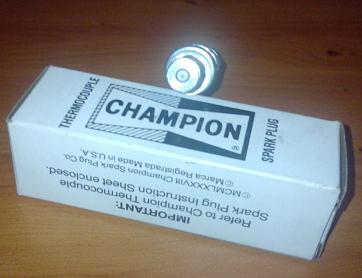 THERMOCOUPLE
CHAMPION
®
SPARK PLUG
©MCMLXXXVIII Champion Spark Plug Co.
©Marca Registrada Made in U.S.A.
IMPORTANT:
Refer to Champion Thermocouple
Spark Plug Instruction Sheet enclosed.